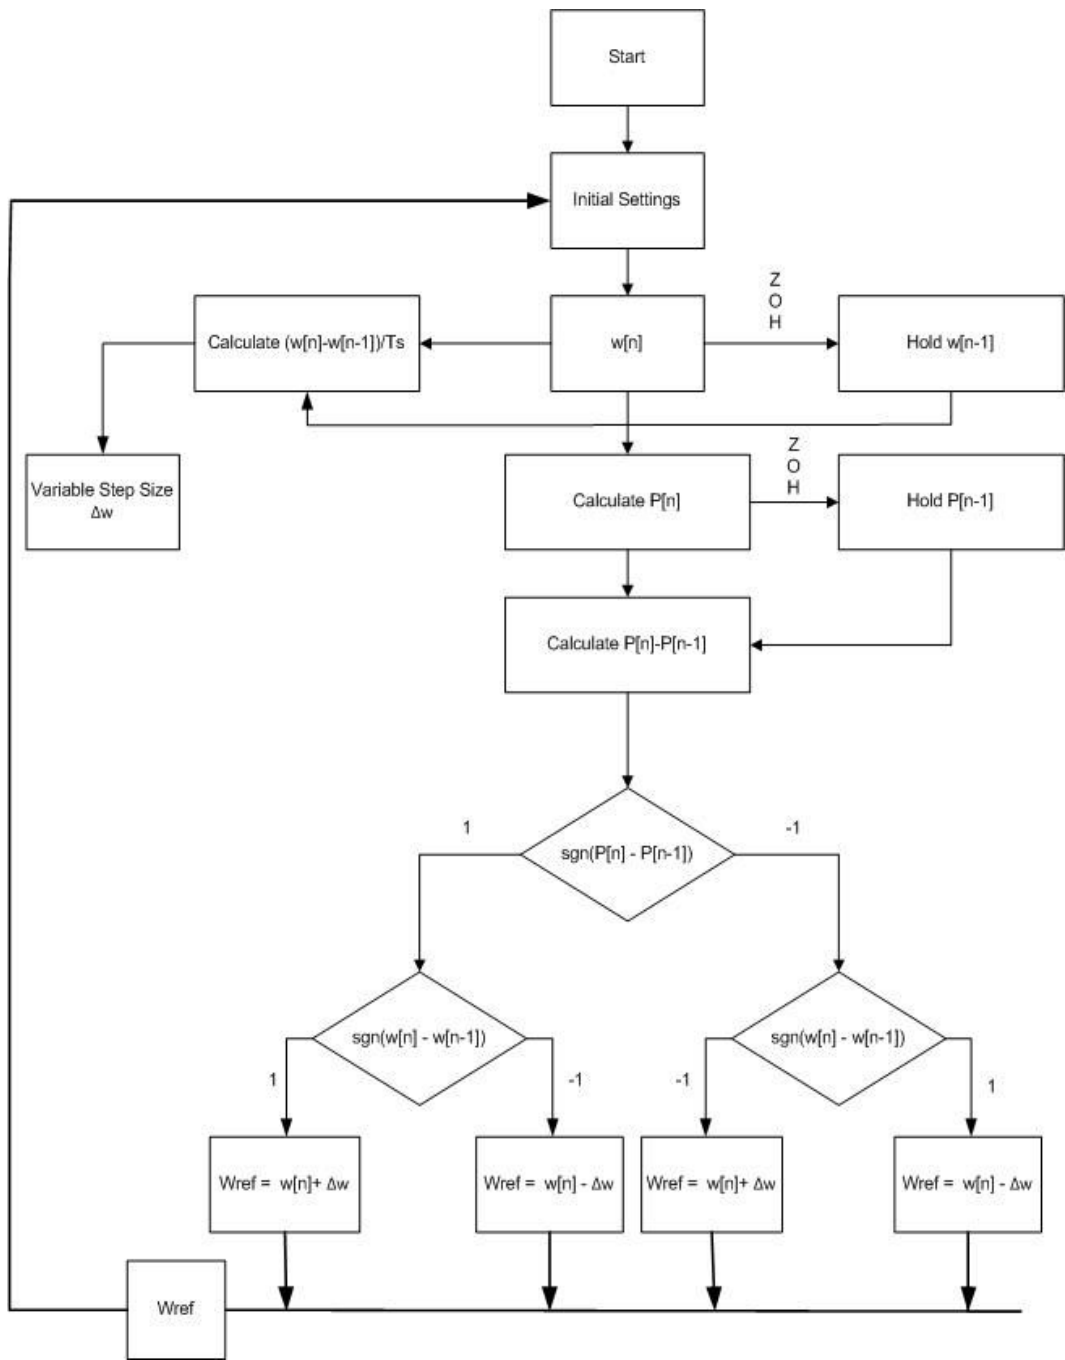 Start
Initial Settings
Z
O
H
Calculate (w[n]-w[n-1])/Ts
w[n]
Hold w[n-1]
Z
O
H
Variable Step Size
Δw
Calculate P[n]
Hold P[n-1]
Calculate P[n]-P[n-1]
1
-1
sgn(P[n] - P[n-1])
sgn(w[n] - w[n-1])
sgn(w[n] - w[n-1])
1
-1
-1
1
Wref = w[n]+ Δw
Wref = w[n] - Δw
Wref = w[n]+ Δw
Wref = w[n] - Δw
Wref